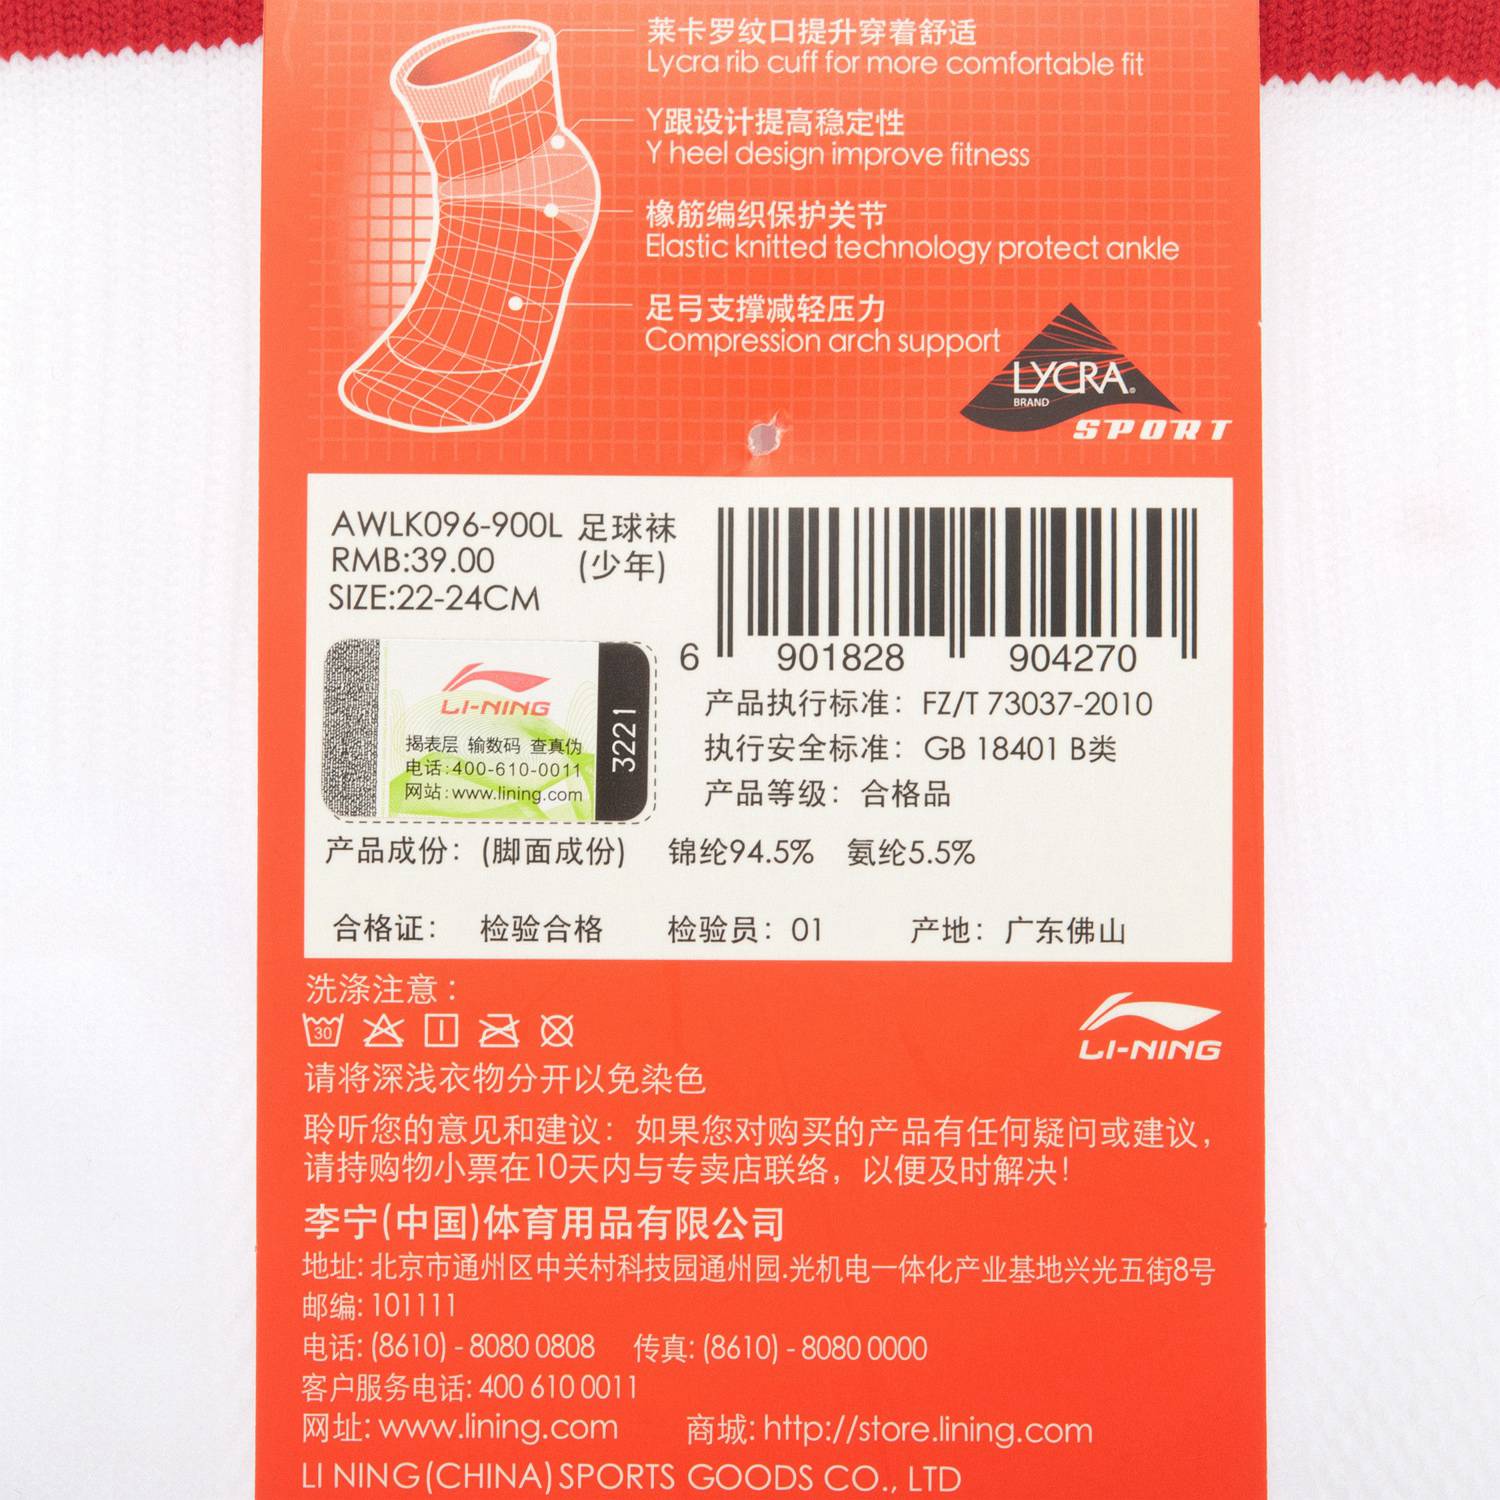 莱卡罗纹口提升穿着舒适
Lycra rib cuff for more comfortable fit
Y跟设计提高稳定性
Y heel design improve fitness
橡筋编织保护关节
Elastic knitted technology protect ankle
足弓支撑减轻压力
Compression arch support
LYCRA®
BRAND
SPORT
AWLK096-900L 足球袜
RMB:39.00 (少年)
SIZE:22-24CM
6 901828 904270
LI-NING
揭表层 输数码 查真伪
电话:400-610-0011
网站:www.lining.com
3221
产品执行标准：FZ/T 73037-2010
执行安全标准：GB 18401 B类
产品等级：合格品
产品成份：(脚面成份) 锦纶94.5% 氨纶5.5%
合格证： 检验合格 检验员：01 产地：广东佛山
洗涤注意：
30
LI-NING
请将深浅衣物分开以免染色
聆听您的意见和建议：如果您对购买的产品有任何疑问或建议，
请持购物小票在10天内与专卖店联络，以便及时解决！
李宁(中国)体育用品有限公司
地址: 北京市通州区中关村科技园通州园.光机电一体化产业基地兴光五街8号
邮编: 101111
电话: (8610) - 8080 0808 传真: (8610) - 8080 0000
客户服务电话: 400 610 0011
网址: www.lining.com 商城: http://store.lining.com
LI NING (CHINA) SPORTS GOODS CO., LTD